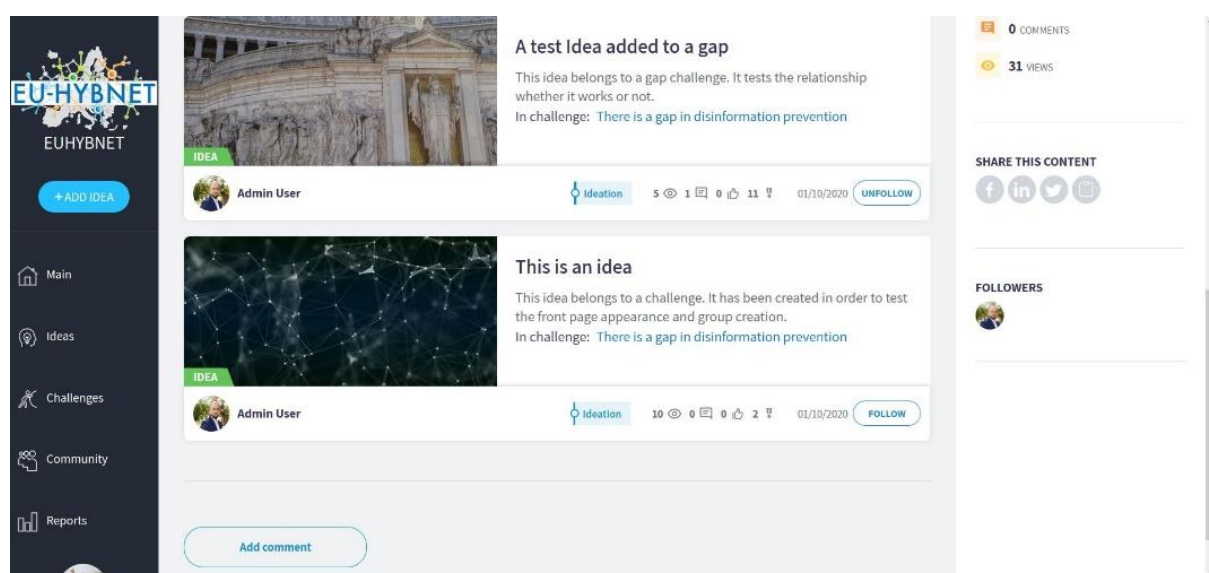 EU-HYBNET
EUHYBNET
+ ADD IDEA
Main
Ideas
Challenges
Community
Reports
A test Idea added to a gap
This idea belongs to a gap challenge. It tests the relationship
whether it works or not.
In challenge: There is a gap in disinformation prevention
IDEA
Admin User
Ideation 5 1 0 11 01/10/2020 UNFOLLOW
This is an idea
This idea belongs to a challenge. It has been created in order to test
the front page appearance and group creation.
In challenge: There is a gap in disinformation prevention
IDEA
Admin User
Ideation 10 0 0 2 01/10/2020 FOLLOW
Add comment
0 COMMENTS
31 VIEWS
SHARE THIS CONTENT
FOLLOWERS